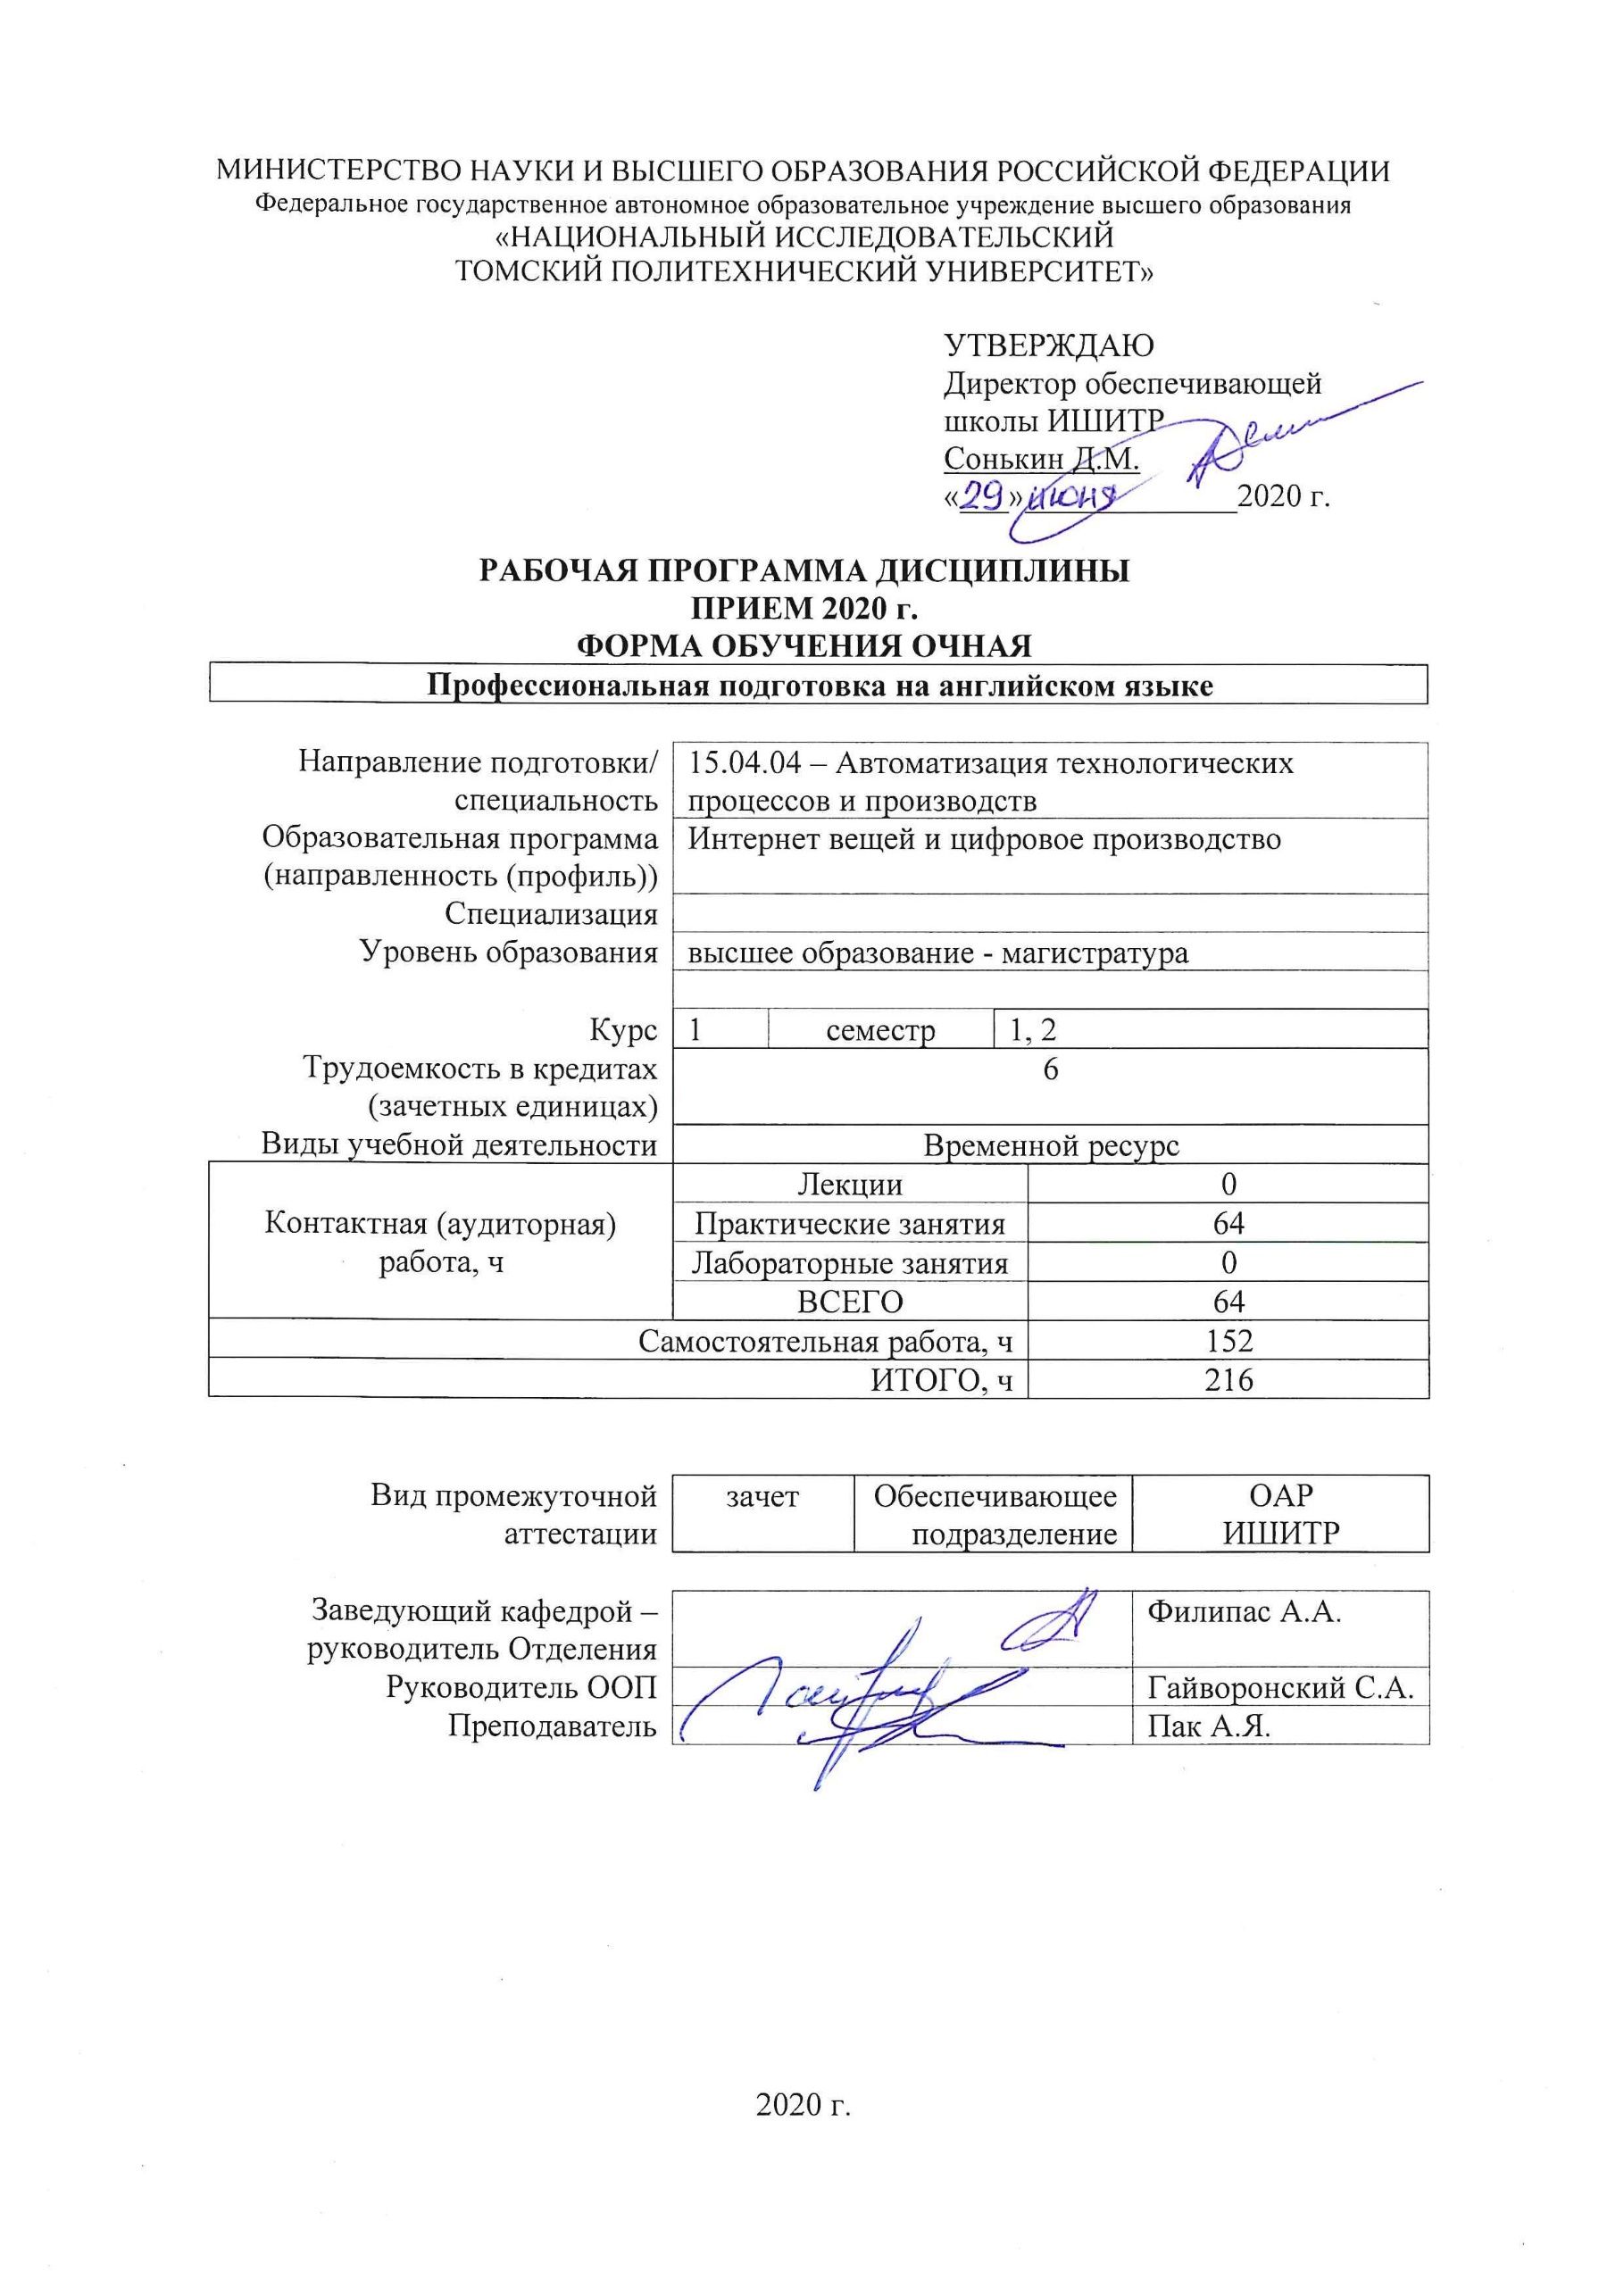 МИНИСТЕРСТВО НАУКИ И ВЫСШЕГО ОБРАЗОВАНИЯ РОССИЙСКОЙ ФЕДЕРАЦИИ
Федеральное государственное автономное образовательное учреждение высшего образования
«НАЦИОНАЛЬНЫЙ ИССЛЕДОВАТЕЛЬСКИЙ
ТОМСКИЙ ПОЛИТЕХНИЧЕСКИЙ УНИВЕРСИТЕТ»
УТВЕРЖДАЮ
Директор обеспечивающей
школы ИШИТР
Сонькин Д.М.
«29» июня 2020 г.
РАБОЧАЯ ПРОГРАММА ДИСЦИПЛИНЫ
ПРИЕМ 2020 г.
ФОРМА ОБУЧЕНИЯ ОЧНАЯ
Профессиональная подготовка на английском языке
Направление подготовки/ 15.04.04 – Автоматизация технологических
специальность процессов и производств
Образовательная программа Интернет вещей и цифровое производство
(направленность (профиль))
Специализация
Уровень образования высшее образование - магистратура
Курс 1 семестр 1, 2
Трудоемкость в кредитах 6
(зачетных единицах)
Виды учебной деятельности Временной ресурс
Лекции 0
Контактная (аудиторная) Практические занятия 64
работа, ч Лабораторные занятия 0
ВСЕГО 64
Самостоятельная работа, ч 152
ИТОГО, ч 216
Вид промежуточной зачет Обеспечивающее ОАР
аттестации подразделение ИШИТР
Заведующий кафедрой – Филипас А.А.
руководитель Отделения
Руководитель ООП Гайворонский С.А.
Преподаватель Пак А.Я.
2020 г.